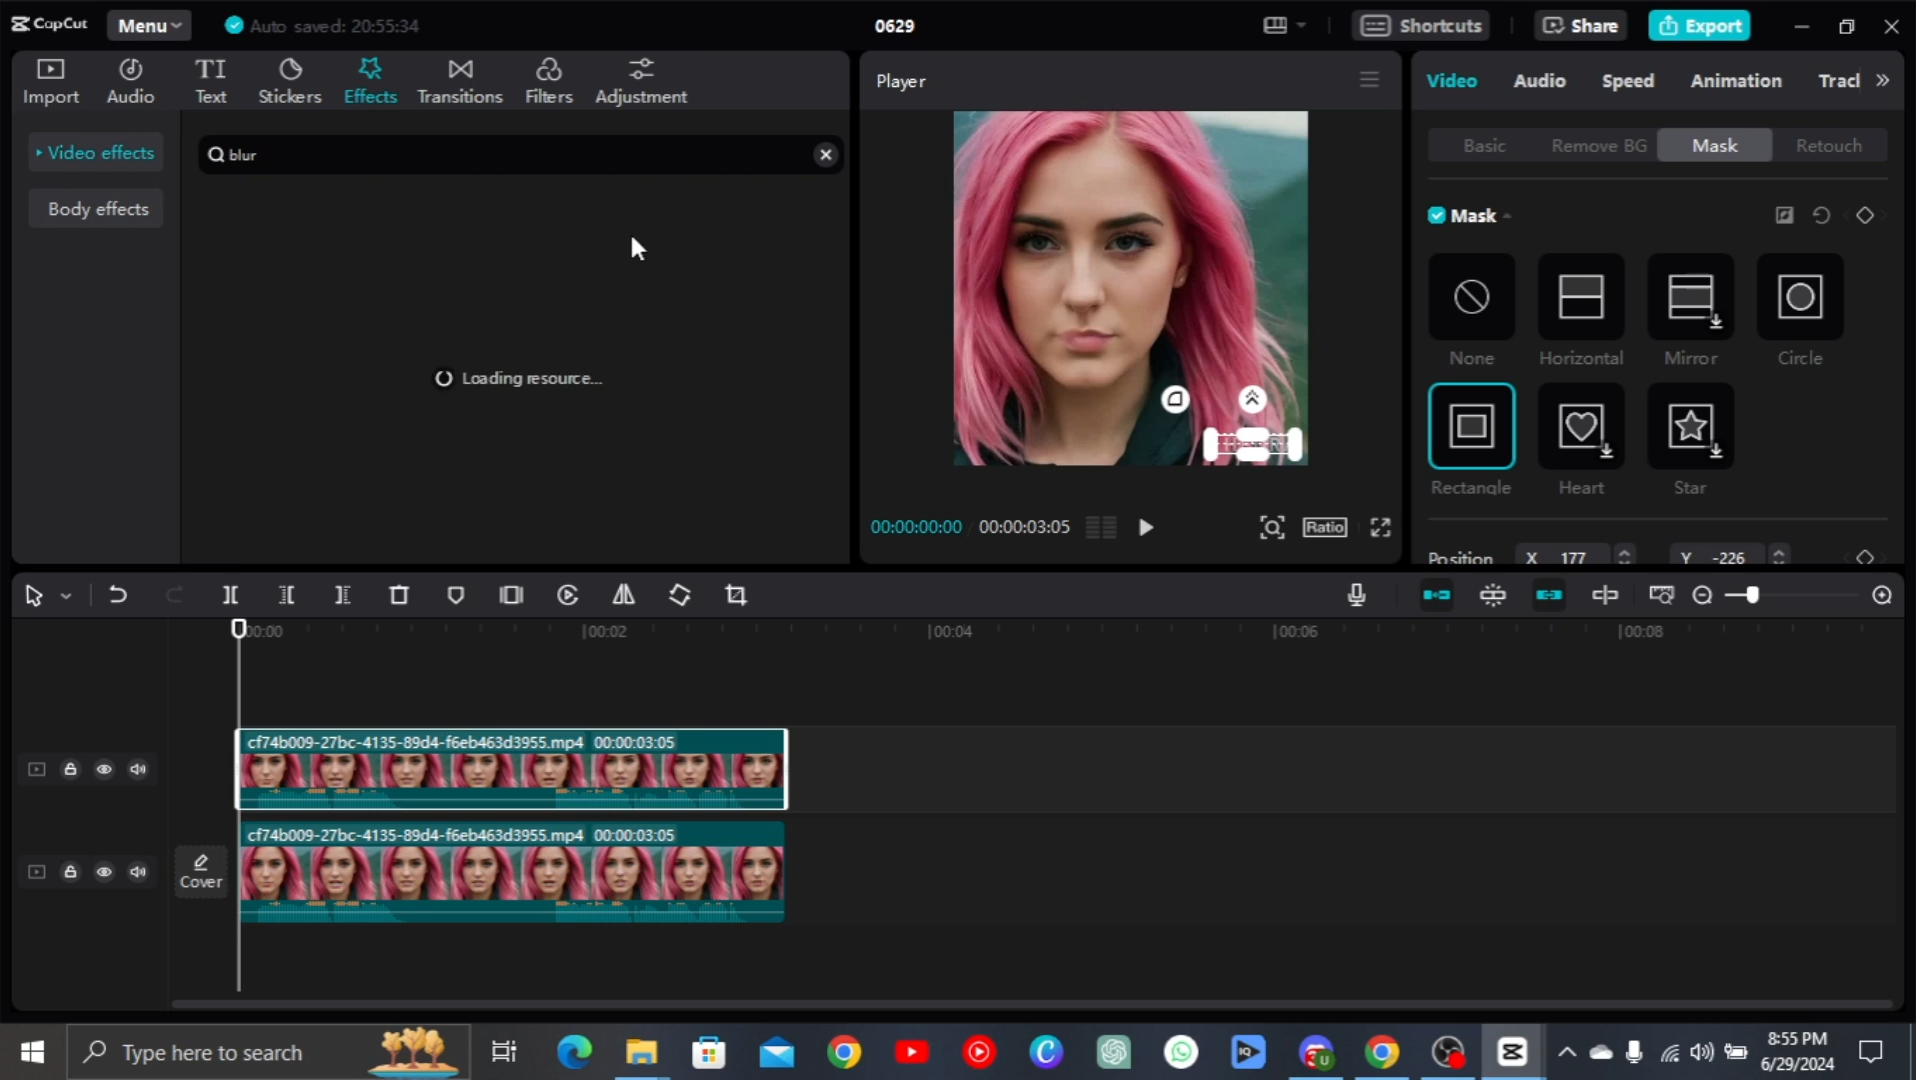 CapCut
Menu
Auto saved: 20:55:34
0629
Shortcuts
Share
Export
Import
Audio
Text
Stickers
Effects
Transitions
Filters
Adjustment
Player
Video
Audio
Speed
Animation
Video effects
Body effects
blur
Loading resource...
Basic
Remove BG
Mask
Retouch
Mask
None
Horizontal
Mirror
Circle
Rectangle
Heart
Star
Position
X 177
Y -226
00:00:00:00
00:00:03:05
Ratio
00:00
00:02
00:04
00:06
00:08
cf74b009-27bc-4135-89d4-f6eb463d3955.mp4 00:00:03:05
cf74b009-27bc-4135-89d4-f6eb463d3955.mp4 00:00:03:05
Cover
Type here to search
8:55 PM
6/29/2024